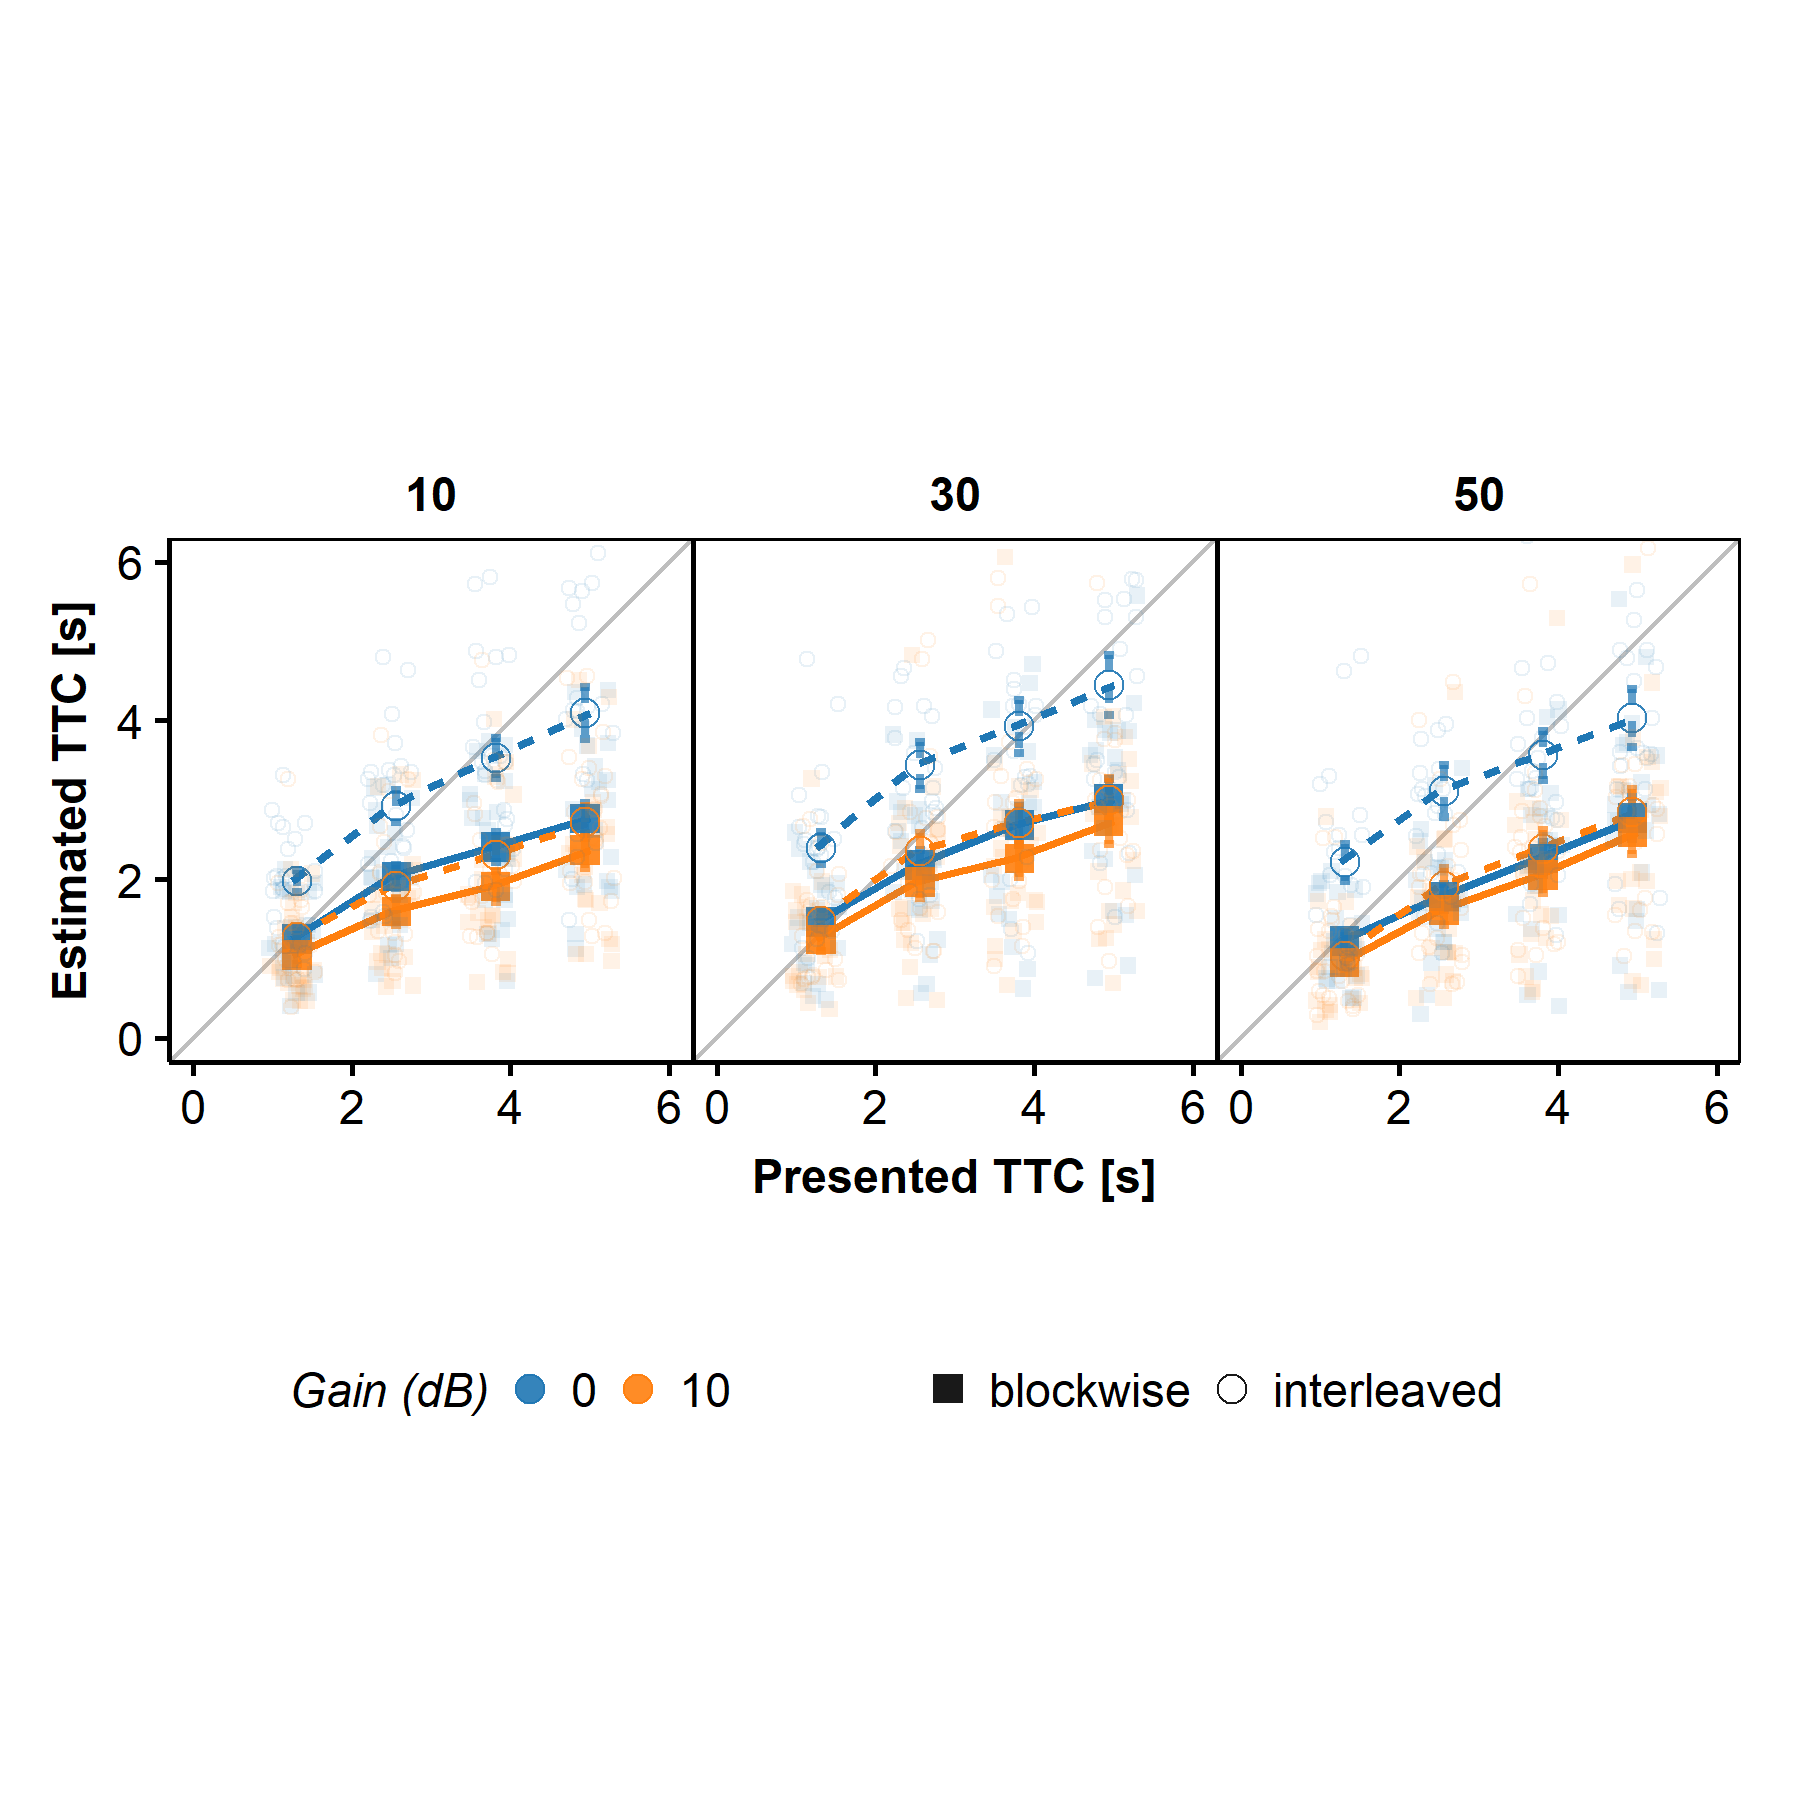 10 30 50
Estimated TTC [s]
6
4
2
0
0 2 4 6 0 2 4 6 0 2 4 6
Presented TTC [s]
Gain (dB) 0 10 blockwise interleaved